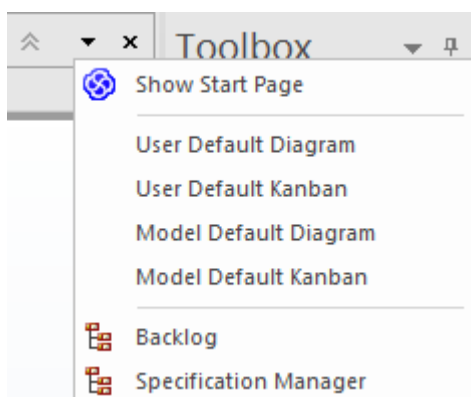 Toolbox
Show Start Page
User Default Diagram
User Default Kanban
Model Default Diagram
Model Default Kanban
Backlog
Specification Manager